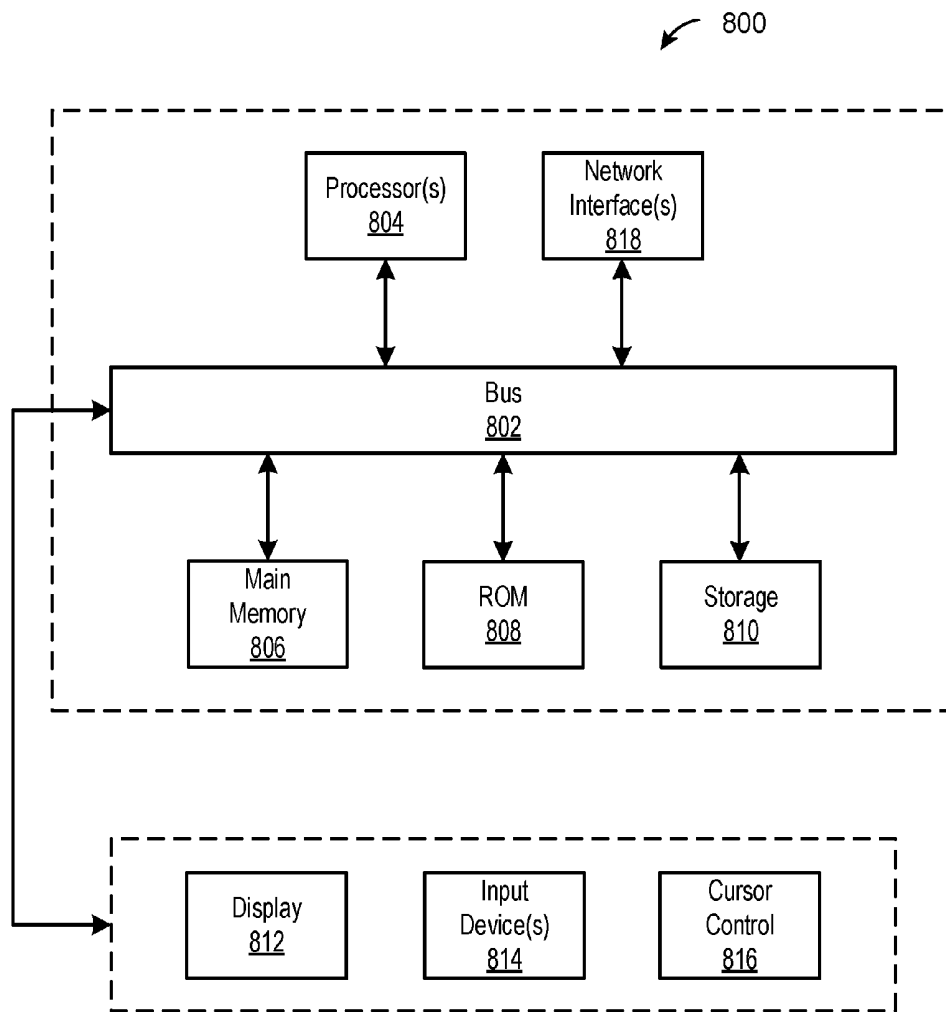 800
Processor(s)
804
Network
Interface(s)
818
Bus
802
Main
Memory
806
ROM
808
Storage
810
Display
812
Input
Device(s)
814
Cursor
Control
816